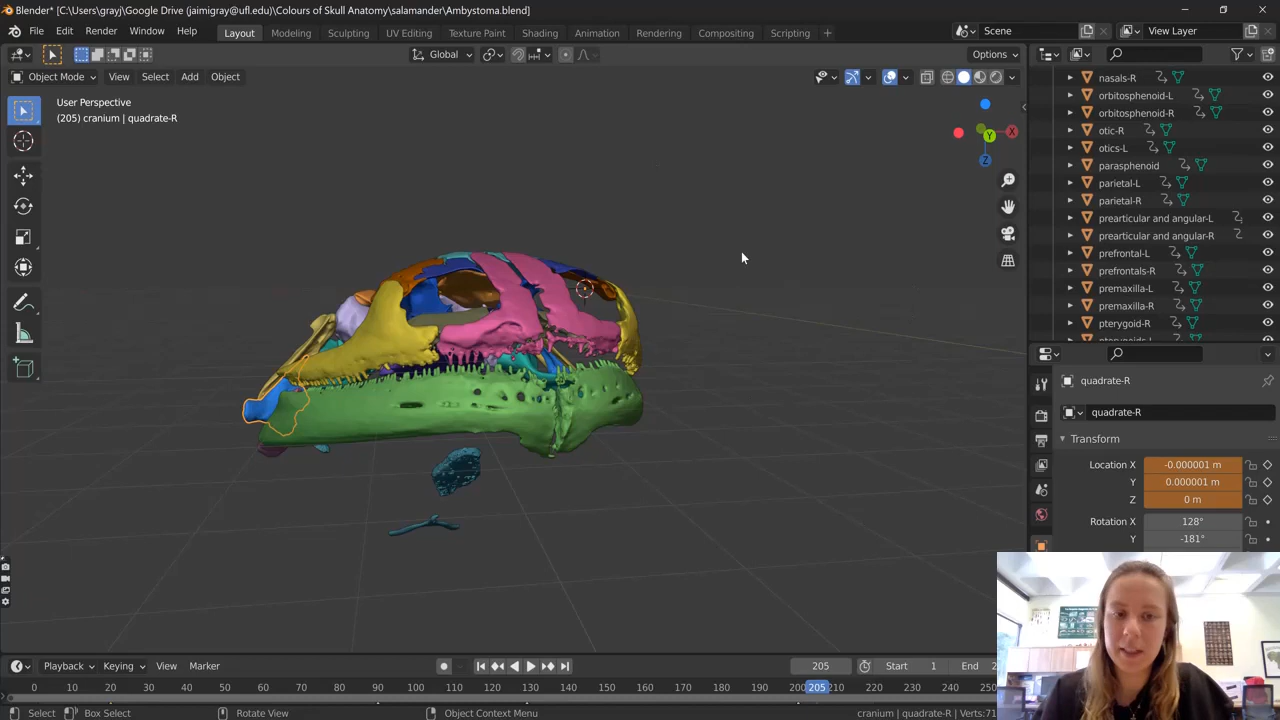 Blender* [C:\Users\grayj\Google Drive (jaimigray@ufl.edu)\Colours of Skull Anatomy\salamander\Ambystoma.blend]
File Edit Render Window Help Layout Modeling Sculpting UV Editing Texture Paint Shading Animation Rendering Compositing Scripting + Scene View Layer
Global Options
Object Mode View Select Add Object
User Perspective
(205) cranium | quadrate-R
X
Y
Z
nasals-R
orbitosphenoid-L
orbitosphenoid-R
otic-R
otics-L
parasphenoid
parietal-L
parietal-R
prearticular and angular-L
prearticular and angular-R
prefrontal-L
prefrontals-R
premaxilla-L
premaxilla-R
pterygoid-R
quadrate-R
quadrate-R
Transform
Location X -0.000001 m
Y 0.000001 m
Z 0 m
Rotation X 128°
Y -181°
Playback Keying View Marker 205 Start 1 End
0 10 20 30 40 50 60 70 80 90 100 110 120 130 140 150 160 170 180 190 200 205 210 220 230 240
Select Box Select Rotate View Object Context Menu cranium | quadrate-R | Verts:71